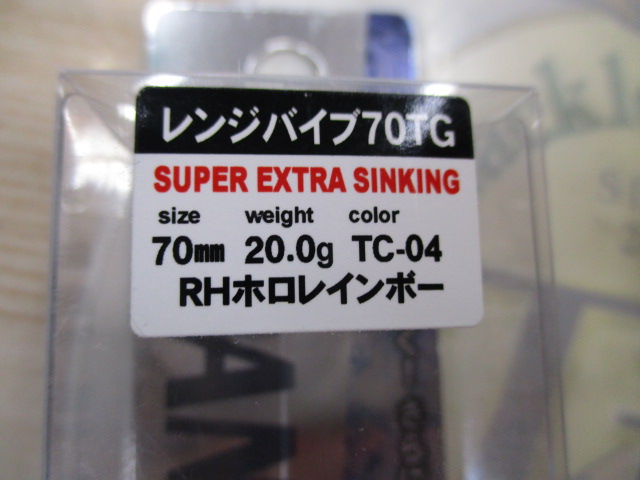 レンジバイブ70TG
SUPER EXTRA SINKING
size weight color
70mm 20.0g TC-04
RHホロレインボー